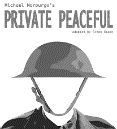 Michael Morpurgo's
PRIVATE PEACEFUL
Adapted by Simon Reade